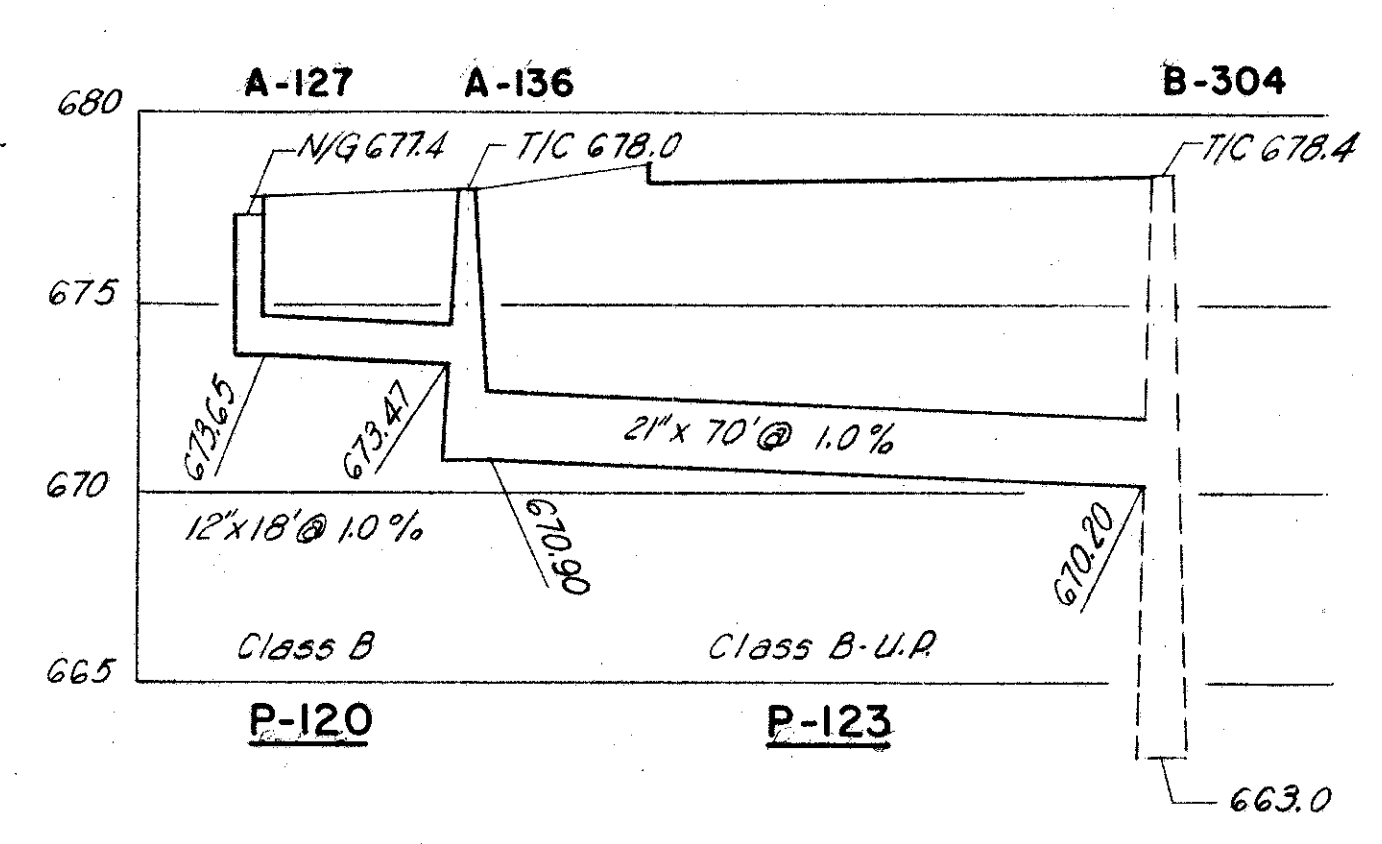 A-127 A-136 B-304
680
N/G 677.4 T/C 678.0 T/C 678.4
675
673.65 673.47
21"x 70'@ 1.0%
670
12"x18'@ 1.0%
670.90 670.20
Class B Class B-U.P.
665
P-120 P-123
663.0